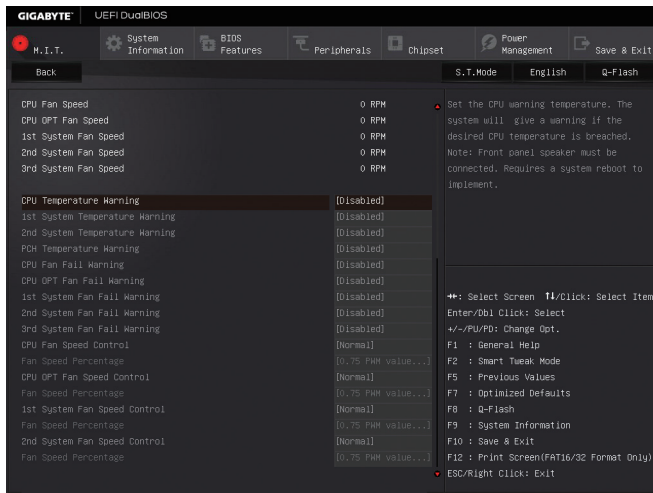 GIGABYTE™ UEFI DualBIOS
M.I.T. System Information BIOS Features Peripherals Chipset Power Management Save & Exit
Back S.T.Mode English Q-Flash
CPU Fan Speed 0 RPM
CPU OPT Fan Speed 0 RPM
1st System Fan Speed 0 RPM
2nd System Fan Speed 0 RPM
3rd System Fan Speed 0 RPM
CPU Temperature Warning [Disabled]
1st System Temperature Warning [Disabled]
2nd System Temperature Warning [Disabled]
PCH Temperature Warning [Disabled]
CPU Fan Fail Warning [Disabled]
CPU OPT Fan Fail Warning [Disabled]
1st System Fan Fail Warning [Disabled]
2nd System Fan Fail Warning [Disabled]
3rd System Fan Fail Warning [Disabled]
CPU Fan Speed Control [Normal]
Fan Speed Percentage [0.75 PWM value...]
CPU OPT Fan Speed Control [Normal]
Fan Speed Percentage [0.75 PWM value...]
1st System Fan Speed Control [Normal]
Fan Speed Percentage [0.75 PWM value...]
2nd System Fan Speed Control [Normal]
Fan Speed Percentage [0.75 PWM value...]
Set the CPU warning temperature. The
system will give a warning if the
desired CPU temperature is breached.
Note: Front panel speaker must be
connected. Requires a system reboot to
implement.
→←: Select Screen ↑↓/Click: Select Item
Enter/Dbl Click: Select
+/-/PU/PD: Change Opt.
F1 : General Help
F2 : Smart Tweak Mode
F5 : Previous Values
F7 : Optimized Defaults
F8 : Q-Flash
F9 : System Information
F10 : Save & Exit
F12 : Print Screen(FAT16/32 Format Only)
ESC/Right Click: Exit